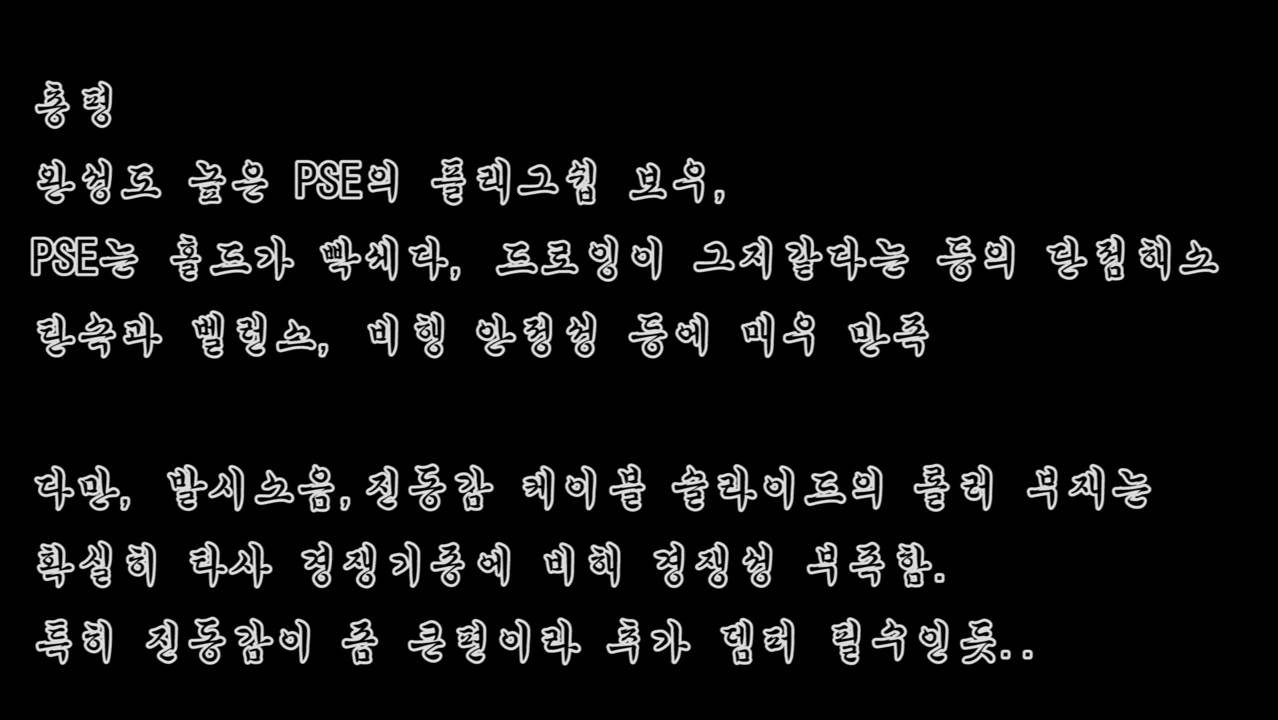 총평
완성도 높은 PSE의 플래그쉽 보우,
PSE는 홀드가 빡세다, 드로잉이 그지같다는 등의 단점해소
탄속과 벨런스, 비행 안정성 등에 매우 만족
다만, 발시소음,진동감 케이블 슬라이드의 롤러 부재는
확실히 타사 경쟁기종에 비해 경쟁성 부족함.
특히 진동감이 좀 큰편이라 추가 뎀퍼 필수인듯..